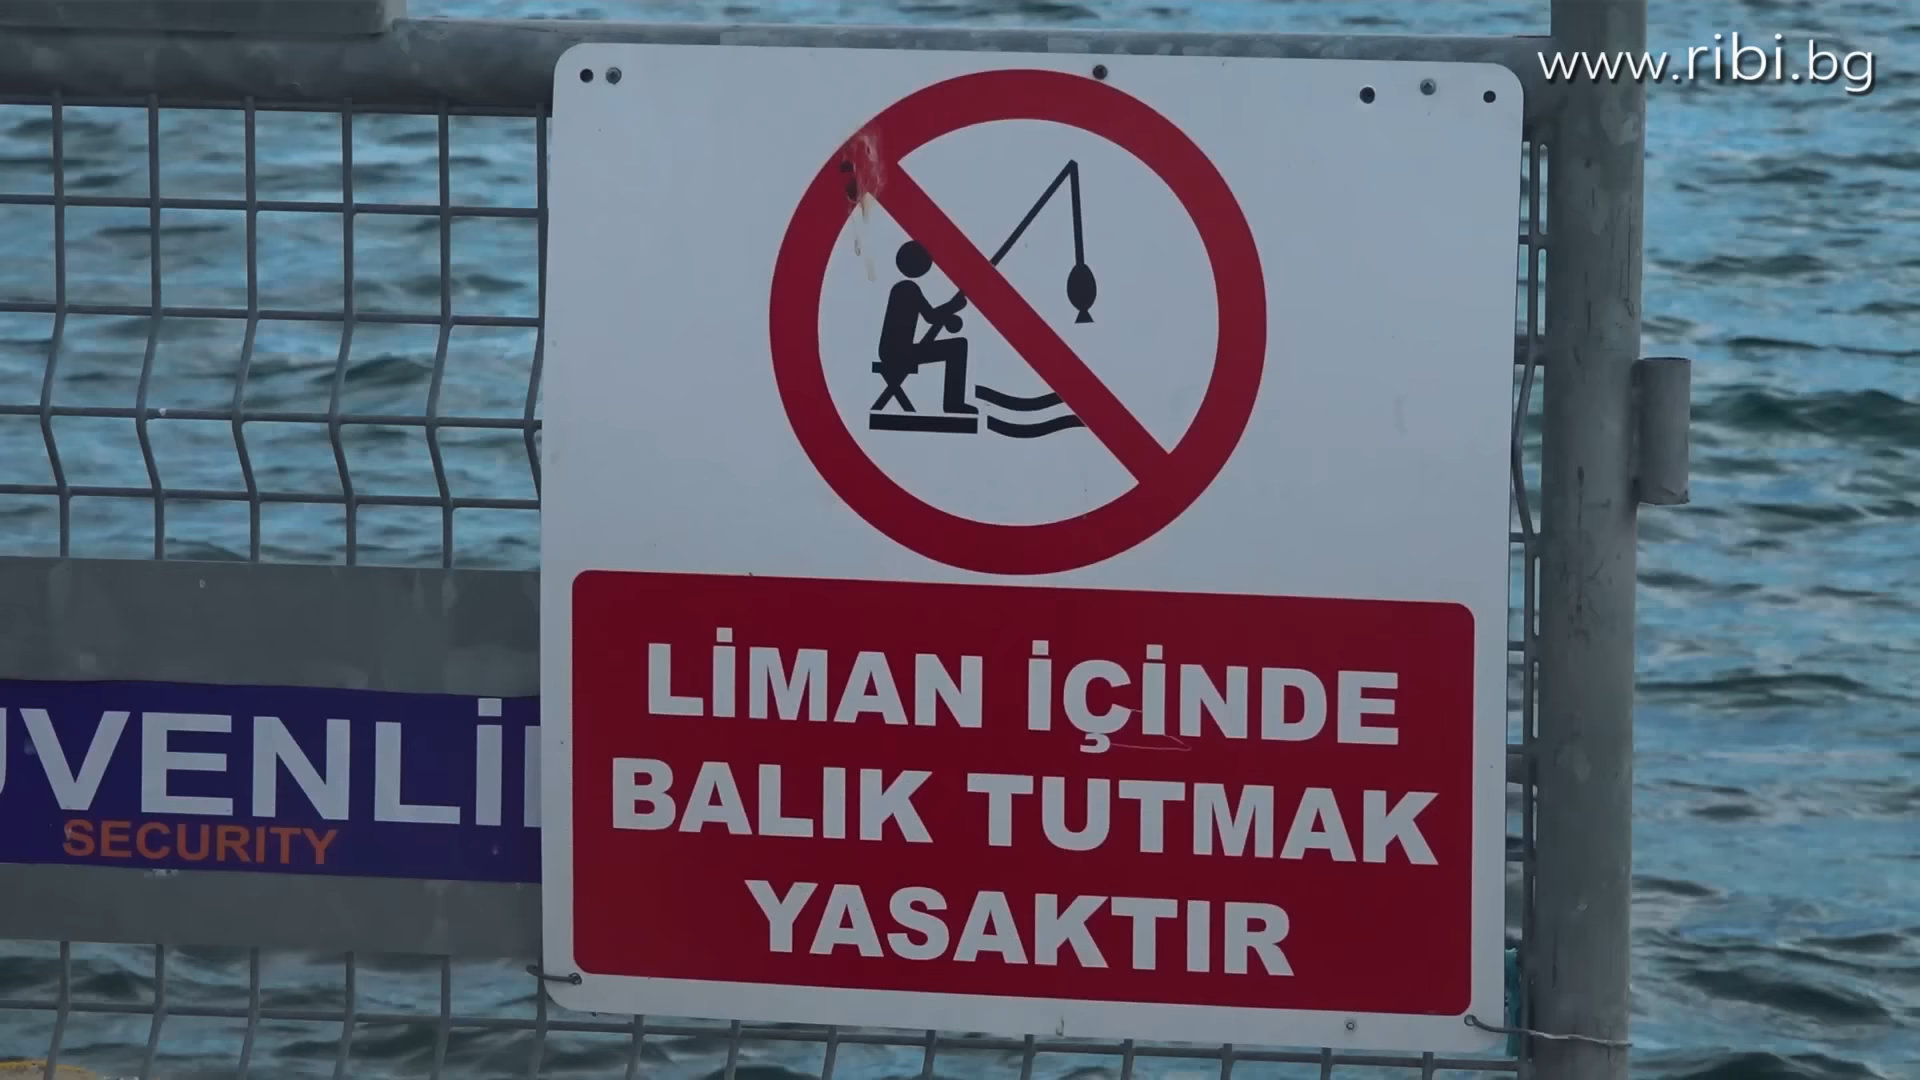 www.ribi.bg
LİMAN İÇİNDE
BALIK TUTMAK
YASAKTIR
SECURITY